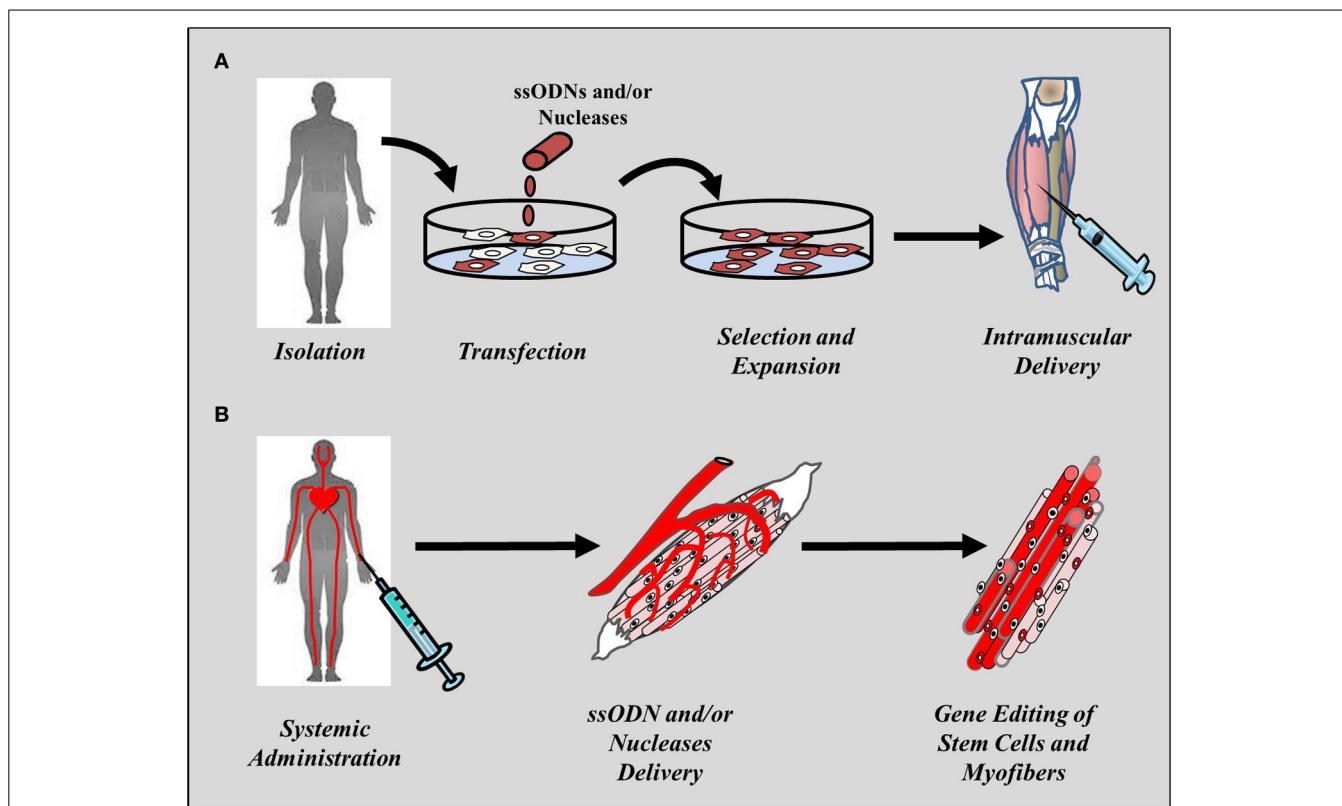 A
ssODNs and/or
Nucleases
Isolation
Transfection
Selection and
Expansion
Intramuscular
Delivery
B
Systemic
Administration
ssODN and/or
Nucleases
Delivery
Gene Editing of
Stem Cells and
Myofibers